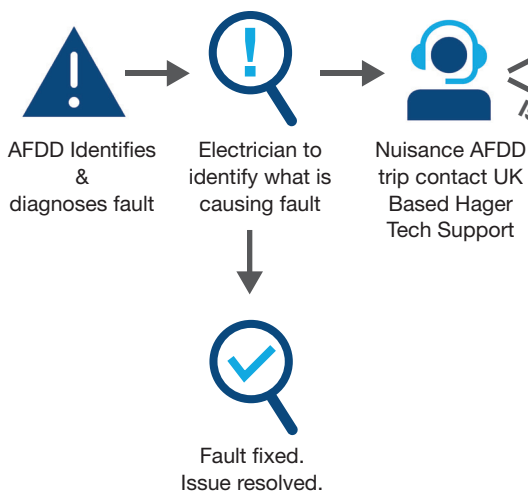 AFDD Identifies
&
diagnoses fault
Electrician to
identify what is
causing fault
Nuisance AFDD
trip contact UK
Based Hager
Tech Support
Fault fixed.
Issue resolved.